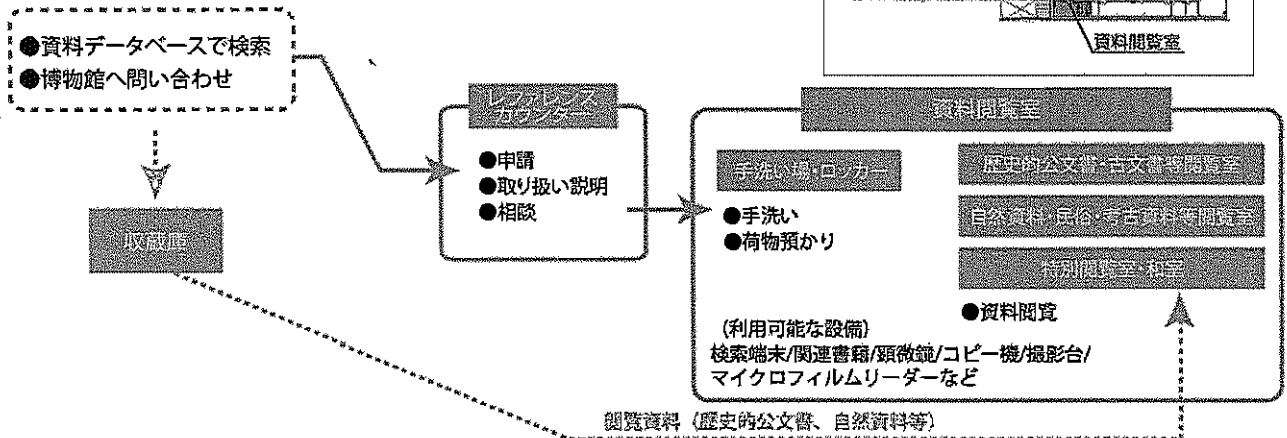 ●資料データベースで検索
●博物館へ問い合わせ
資料閲覧室
レファレンス
カウンター
●申請
●取り扱い説明
●相談
収蔵庫
資料閲覧室
手洗い場・ロッカー
●手洗い
●荷物預かり
歴史的公文書・古文書等閲覧室
自然資料・民俗・考古資料等閲覧室
特別閲覧室・和室
●資料閲覧
(利用可能な設備)
検索端末/関連書籍/顕微鏡/コピー機/撮影台/
マイクロフィルムリーダーなど
閲覧資料（歴史的公文書、自然資料等）